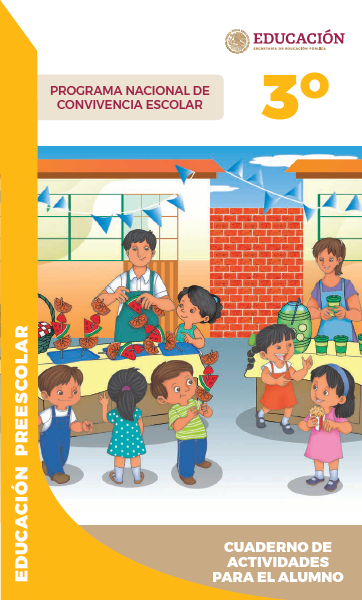 EDUCACIÓN
SECRETARÍA DE EDUCACIÓN PÚBLICA
PROGRAMA NACIONAL DE
CONVIVENCIA ESCOLAR
3º
EDUCACIÓN PREESCOLAR
CUADERNO DE
ACTIVIDADES
PARA EL ALUMNO